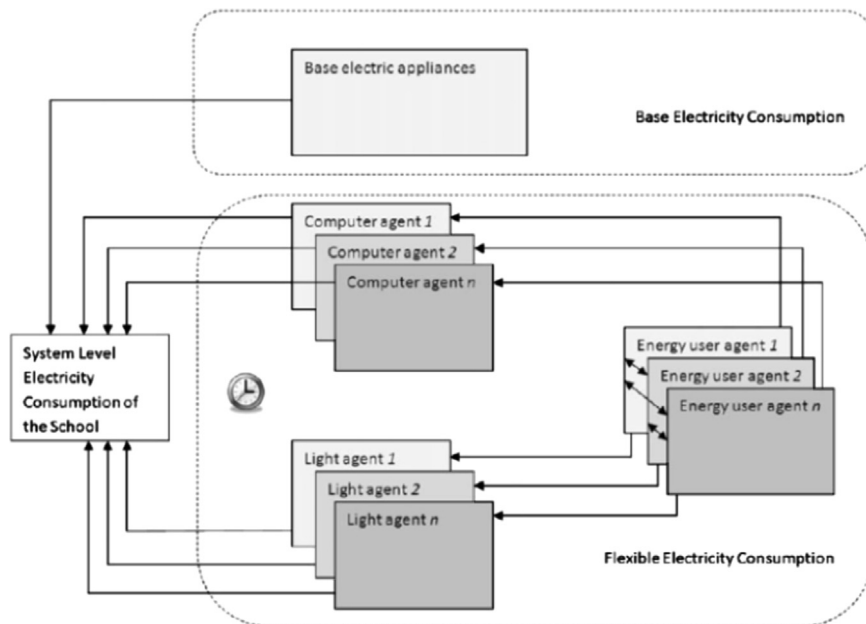 Base electric appliances
Base Electricity Consumption
Computer agent 1
Computer agent 2
Computer agent n
System Level
Electricity
Consumption of
the School
Energy user agent 1
Energy user agent 2
Energy user agent n
Light agent 1
Light agent 2
Light agent n
Flexible Electricity Consumption